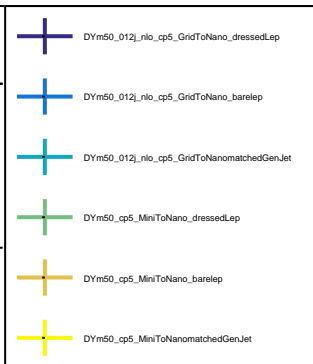 DYm50_012j_nlo_cp5_GridToNano_dressedLep
DYm50_012j_nlo_cp5_GridToNano_barelep
DYm50_012j_nlo_cp5_GridToNanomatchedGenJet
DYm50_cp5_MiniToNano_dressedLep
DYm50_cp5_MiniToNano_barelep
DYm50_cp5_MiniToNanomatchedGenJet